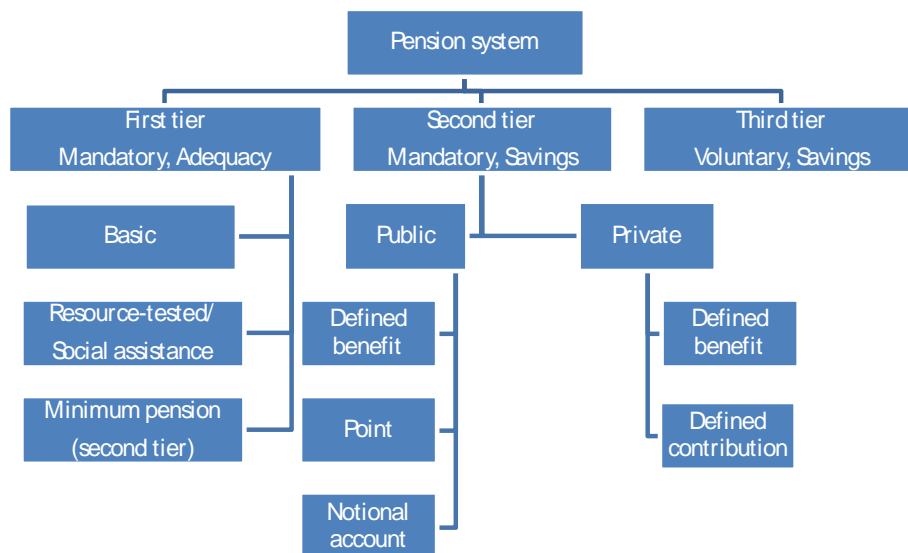 Pension system
First tier
Mandatory, Adequacy
Second tier
Mandatory, Savings
Third tier
Voluntary, Savings
Basic
Public
Private
Resource-tested/
Social assistance
Defined
benefit
Defined
benefit
Minimum pension
(second tier)
Point
Defined
contribution
Notional
account